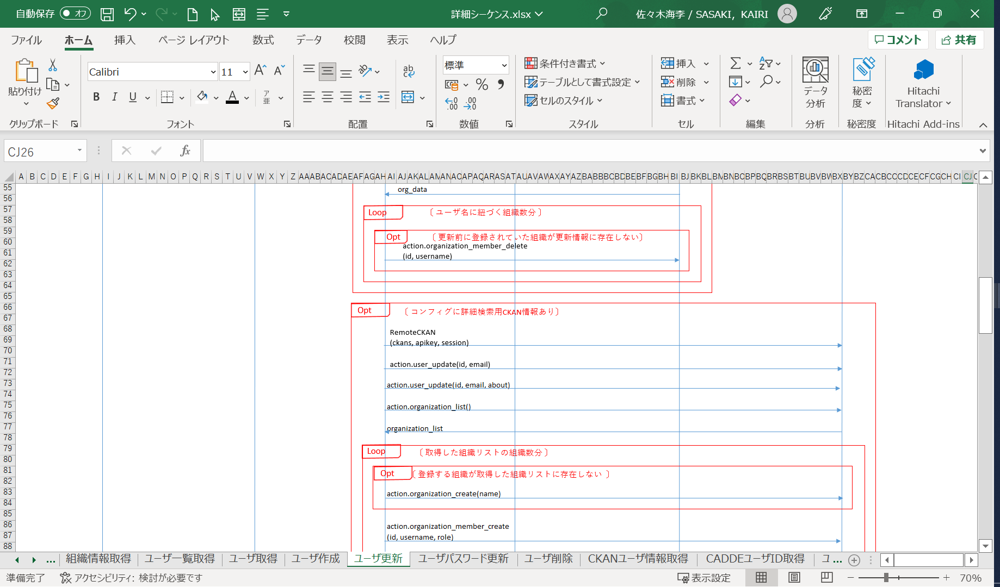 自動保存 オフ 詳細シーケンス.xlsx 佐々木海李 / SASAKI, KAIRI
ファイル ホーム 挿入 ページ レイアウト 数式 データ 校閲 表示 ヘルプ コメント 共有
Calibri 11 標準
貼り付け
B I U A ア亜 ab c
% .00 .0
条件付き書式
テーブルとして書式設定
セルのスタイル
挿入
削除
書式
データ分析
秘密度
Hitachi Translator
クリップボード フォント 配置 数値 スタイル セル 編集 分析 秘密度 Hitachi Add-ins
CJ26 fx
A B C D E F G H I J K L M N O P Q R S T U V W X Y Z AA AB AC AD AE AF AG AH AI AJ AK AL AM AN AO AP AQ AR AS AT AU AV AW AX AY AZ BA BB BC BD BE BF BG BH BI BJ BK BL BM BN BO BP BQ BR BS BT BU BV BW BX BY BZ CA CB CC CD CE CF CG CH CI CJ
55
56
57
58
59
60
61
62
63
64
65
66
67
68
69
70
71
72
73
74
75
76
77
78
79
80
81
82
83
84
85
86
87
88
org_data
Loop 〔ユーザ名に紐づく組織数分〕
Opt 〔更新前に登録されていた組織が更新情報に存在しない〕
action.organization_member_delete
(id, username)
Opt 〔コンフィグに詳細検索用CKAN情報あり〕
RemoteCKAN
(ckans, apikey, session)
action.user_update(id, email)
action.user_update(id, email, about)
action.organization_list()
organization_list
Loop 〔取得した組織リストの組織数分〕
Opt 〔登録する組織が取得した組織リストに存在しない 〕
action.organization_create(name)
action.organization_member_create
(id, username, role)
... 組織情報取得 ユーザ一覧取得 ユーザ取得 ユーザ作成 ユーザ更新 ユーザパスワード更新 ユーザ削除 CKANユーザ情報取得 CADDEユーザID取得 ユ ...
準備完了 アクセシビリティ: 検討が必要です 表示設定 70%